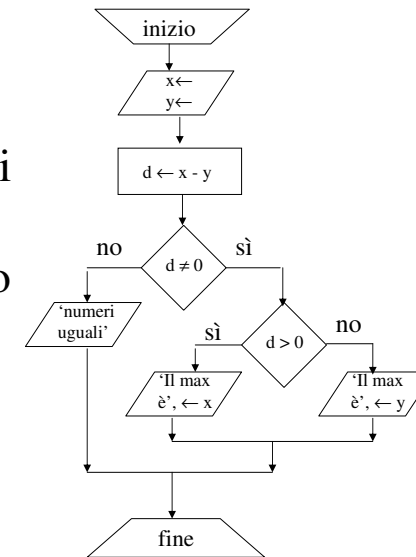 inizio
x←
y←
i
d ← x - y
no
sì
d ≠ 0
o
‘numeri
uguali’
sì
no
d > 0
‘Il max
è’, ← x
‘Il max
è’, ← y
fine